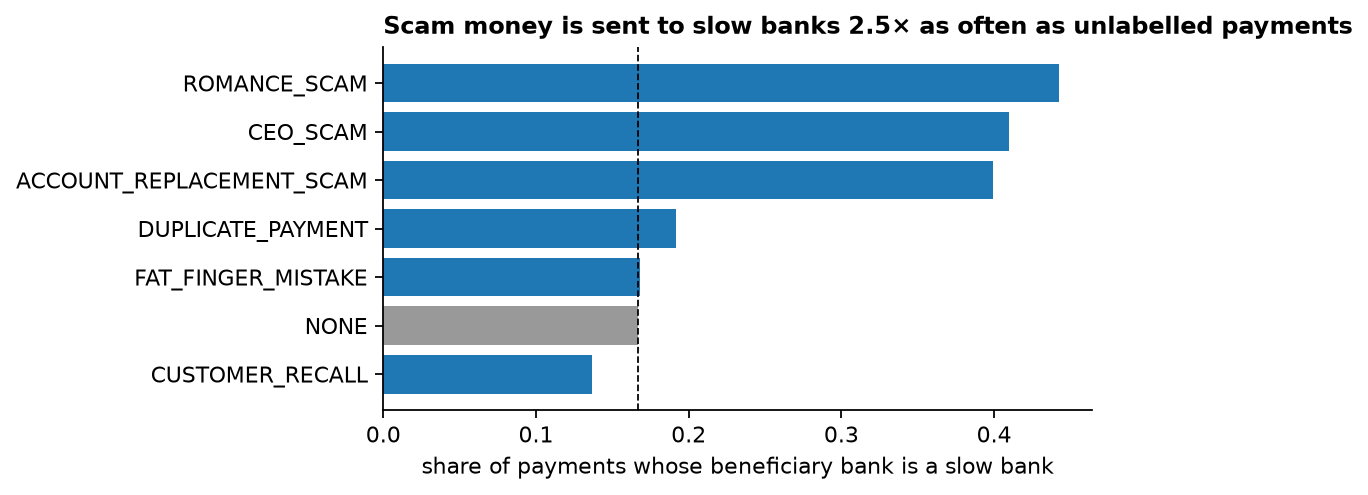 Scam money is sent to slow banks 2.5× as often as unlabelled payments
ROMANCE_SCAM
CEO_SCAM
ACCOUNT_REPLACEMENT_SCAM
DUPLICATE_PAYMENT
FAT_FINGER_MISTAKE
NONE
CUSTOMER_RECALL
0.0 0.1 0.2 0.3 0.4
share of payments whose beneficiary bank is a slow bank